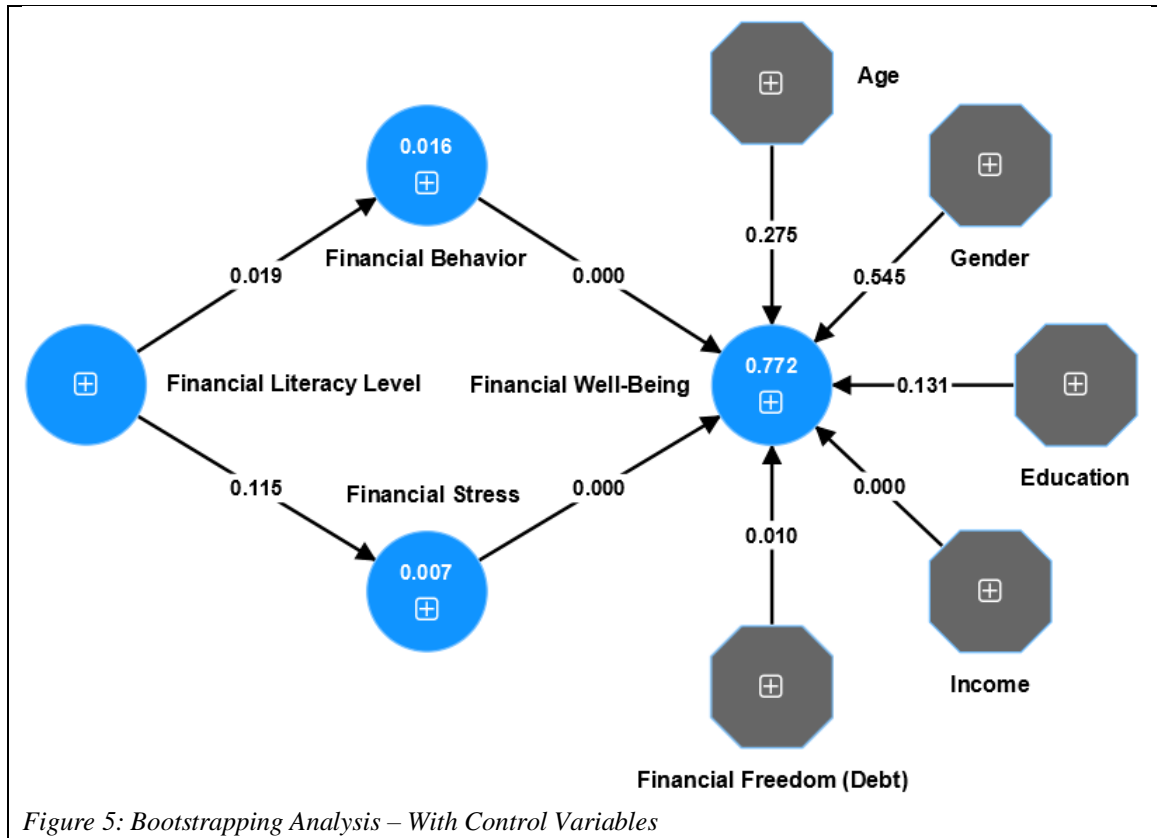 Age
0.016
0.275
Gender
Financial Behavior
0.019
0.000
0.545
Financial Literacy Level
Financial Well-Being
0.772
0.131
Education
0.115
Financial Stress
0.000
0.000
0.010
0.007
Income
Financial Freedom (Debt)
Figure 5: Bootstrapping Analysis – With Control Variables